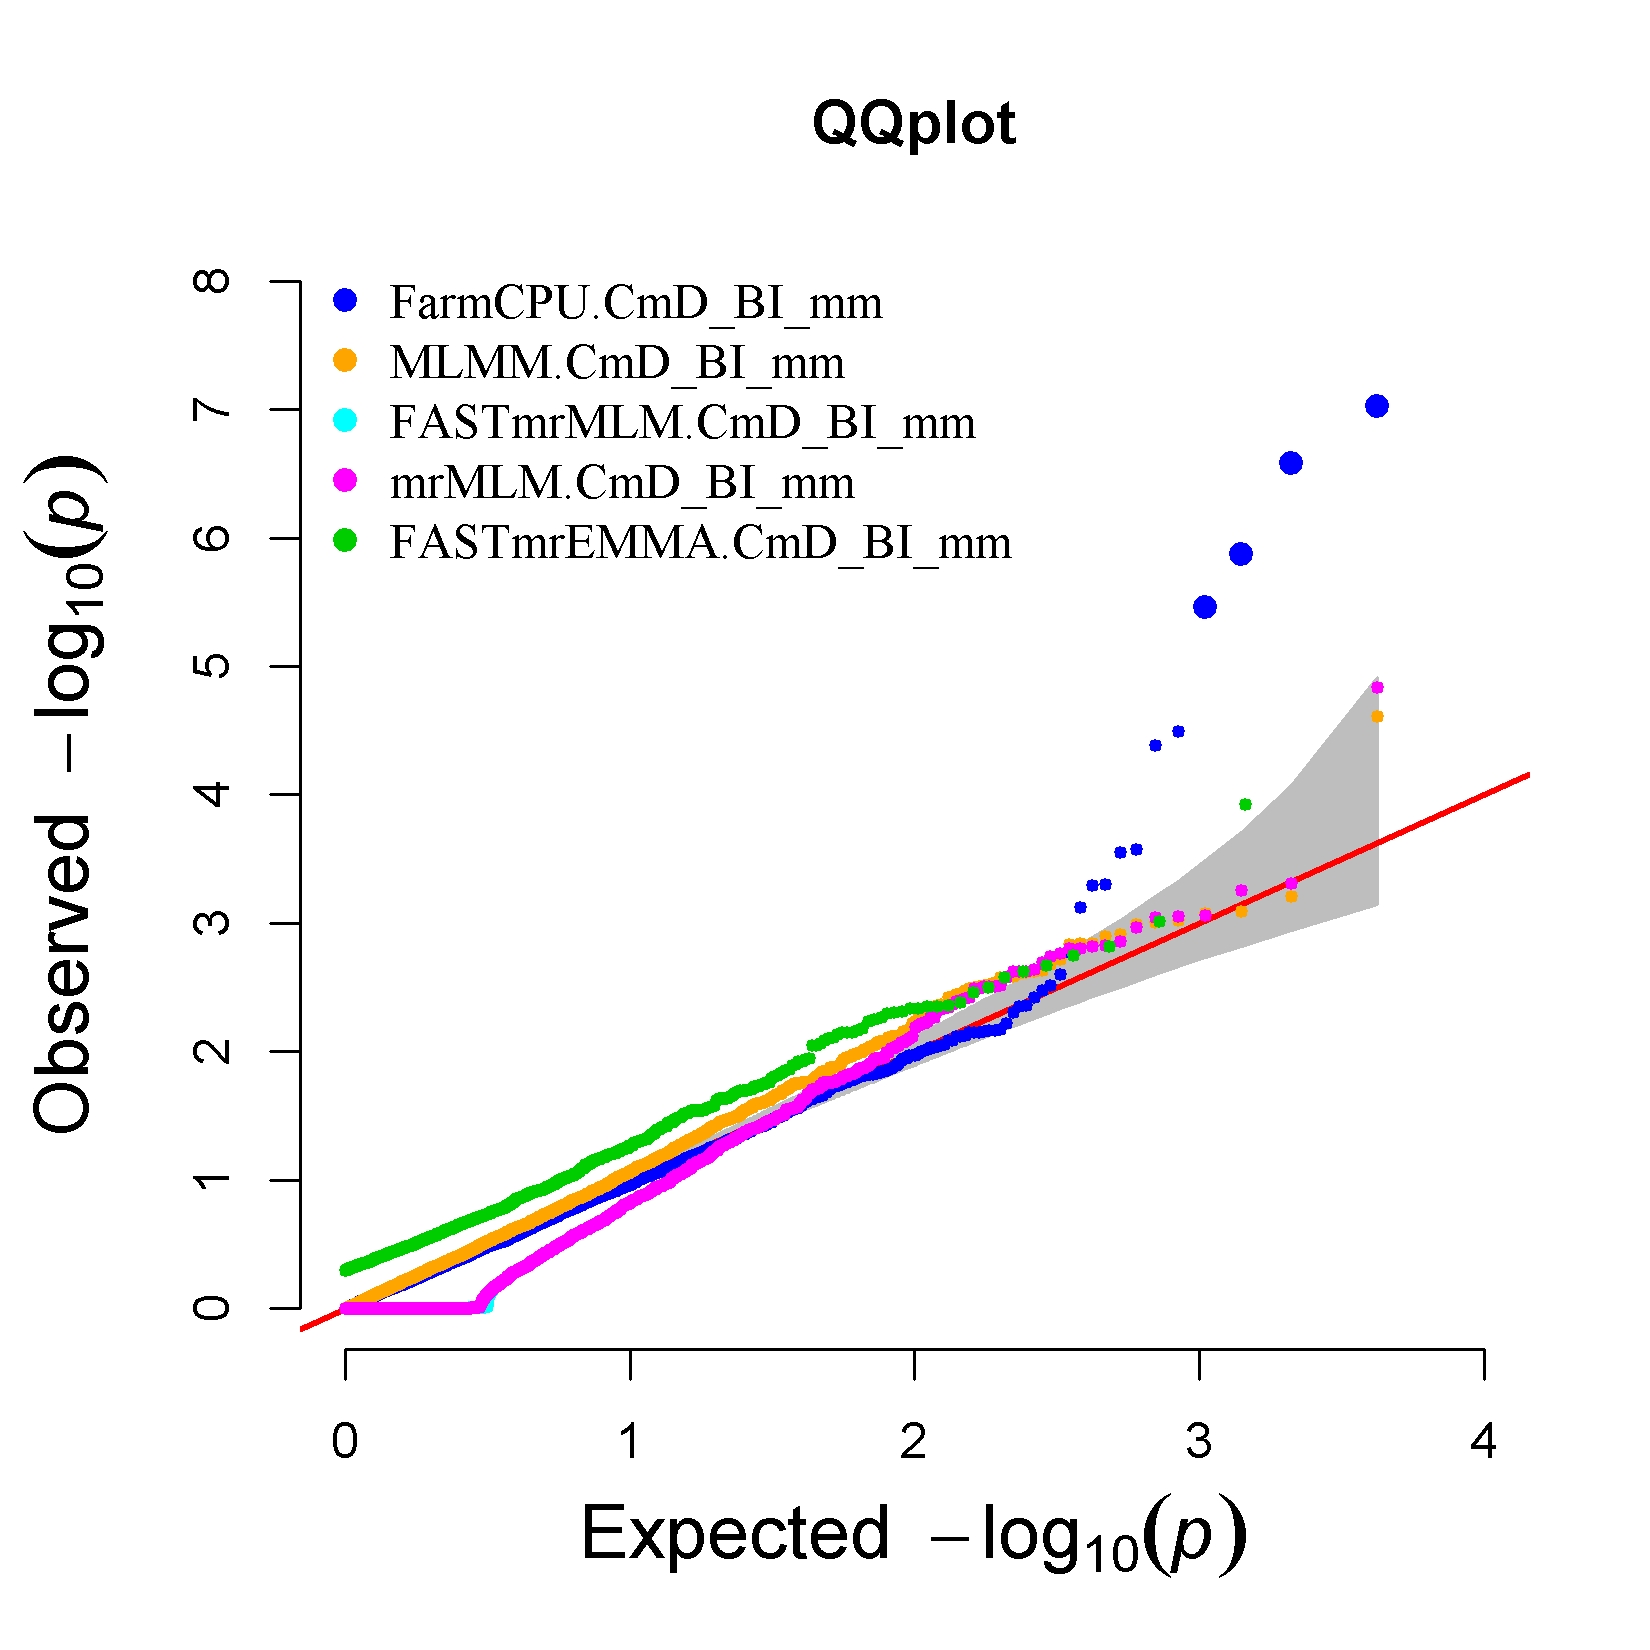 QQplot
FarmCPU.CmD_BI_mm
MLMM.CmD_BI_mm
FASTmrMLM.CmD_BI_mm
mrMLM.CmD_BI_mm
FASTmrEMMA.CmD_BI_mm
Observed −log10(p)
8
7
6
5
4
3
2
1
0
0 1 2 3 4
Expected −log10(p)